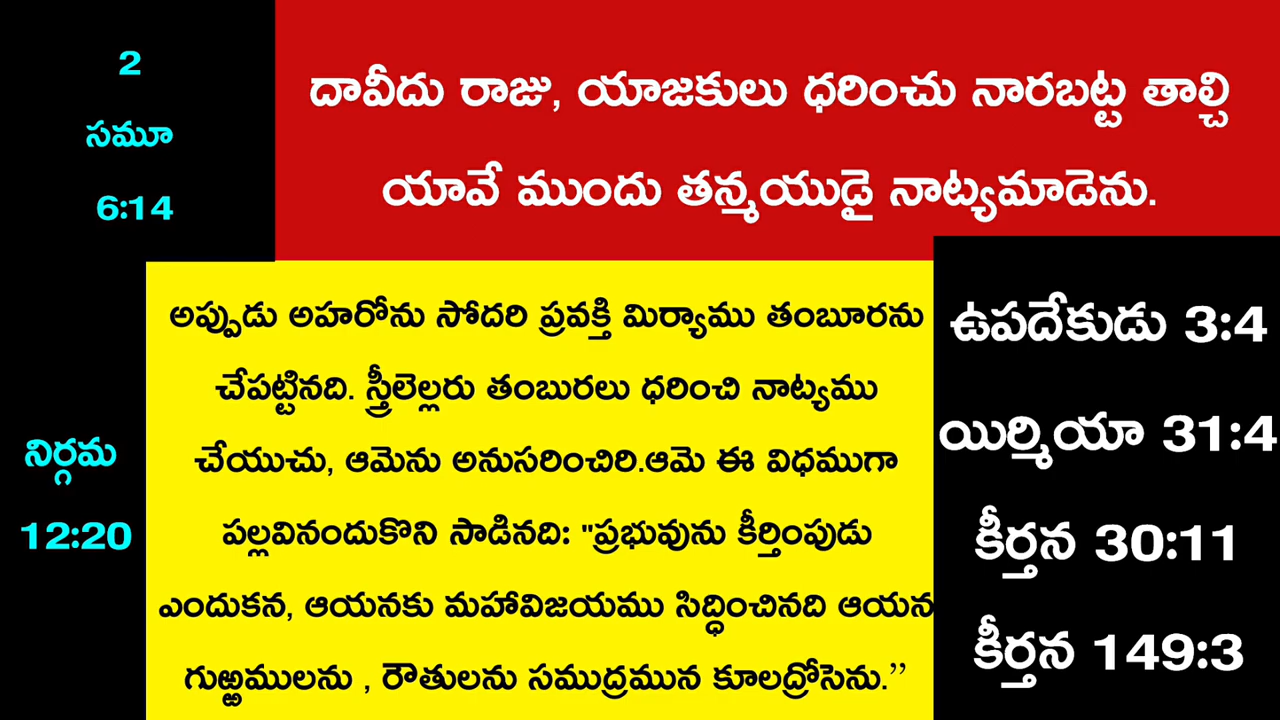 2
సమూ
6:14
దావీదు రాజు, యాజకులు ధరించు నారబట్ట తాల్చి
యావే ముందు తన్మయుడై నాట్యమాడెను.
నిర్గమ
12:20
అప్పుడు అహరోను సోదరి ప్రవక్తి మిర్యాము తంబూరను
చేపట్టినది. స్త్రీలెల్లరు తంబురలు ధరించి నాట్యము
చేయుచు, ఆమెను అనుసరించిరి.ఆమె ఈ విధముగా
పల్లవినందుకొని సాడినది: "ప్రభువును కీర్తింపుడు
ఎందుకన, ఆయనకు మహావిజయము సిద్ధించినది ఆయన
గుఱ్ఱములను , రౌతులను సముద్రమున కూలద్రోసెను.’’
ఉపదేకుడు 3:4
యిర్మియా 31:4
కీర్తన 30:11
కీర్తన 149:3